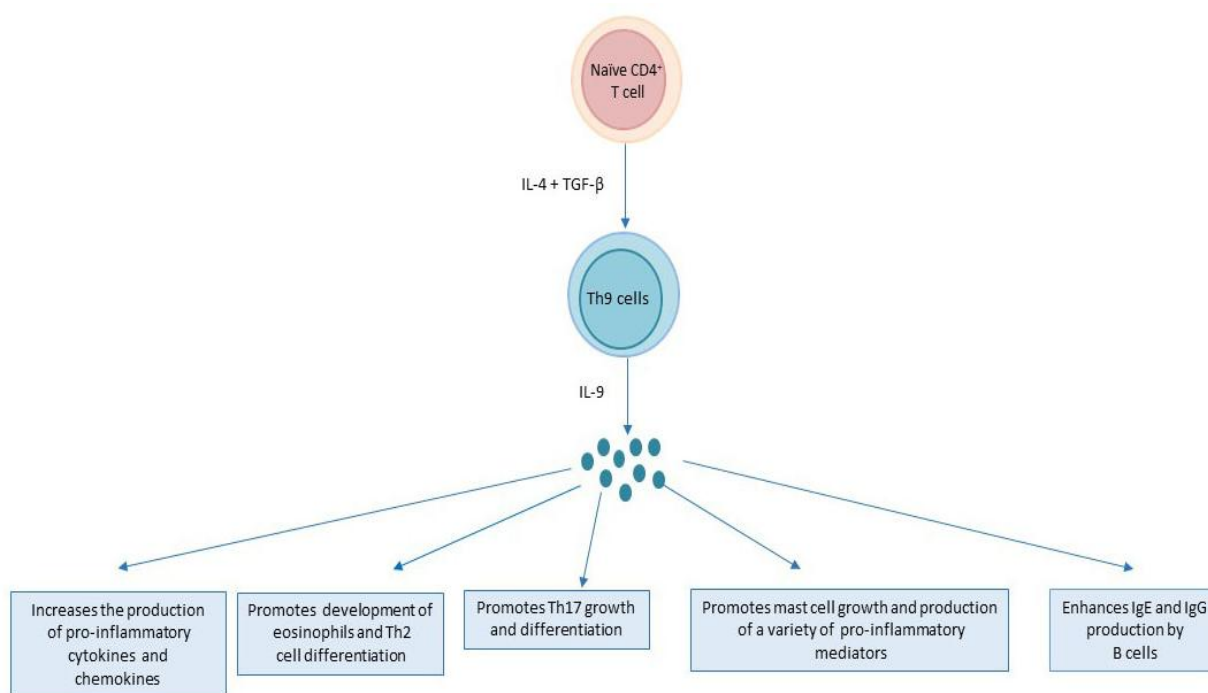 Naïve CD4⁺
T cell
IL-4 + TGF-β
Th9 cells
IL-9
Increases the production
of pro-inflammatory
cytokines and
chemokines
Promotes development of
eosinophils and Th2
cell differentiation
Promotes Th17 growth
and differentiation
Promotes mast cell growth and production
of a variety of pro-inflammatory
mediators
Enhances IgE and IgG
production by
B cells